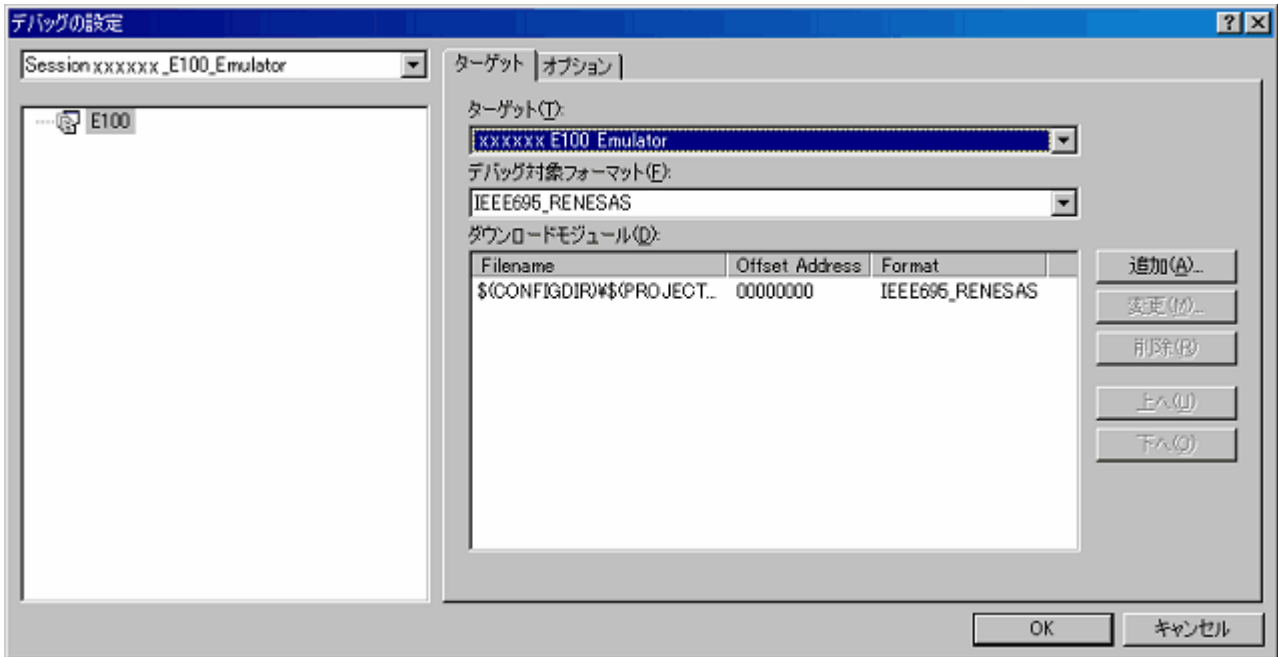 デバッグの設定
Session xxxxxx _E100_Emulator
E100
ターゲット オプション
ターゲット(T):
xxxxxx E100 Emulator
デバッグ対象フォーマット(F):
IEEE695_RENESAS
ダウンロードモジュール(D):
Filename Offset Address Format
$(CONFIGDIR)¥$(PROJECT... 00000000 IEEE695_RENESAS
追加(A)...
変更(M)...
削除(R)
上へ(U)
下へ(O)
OK キャンセル